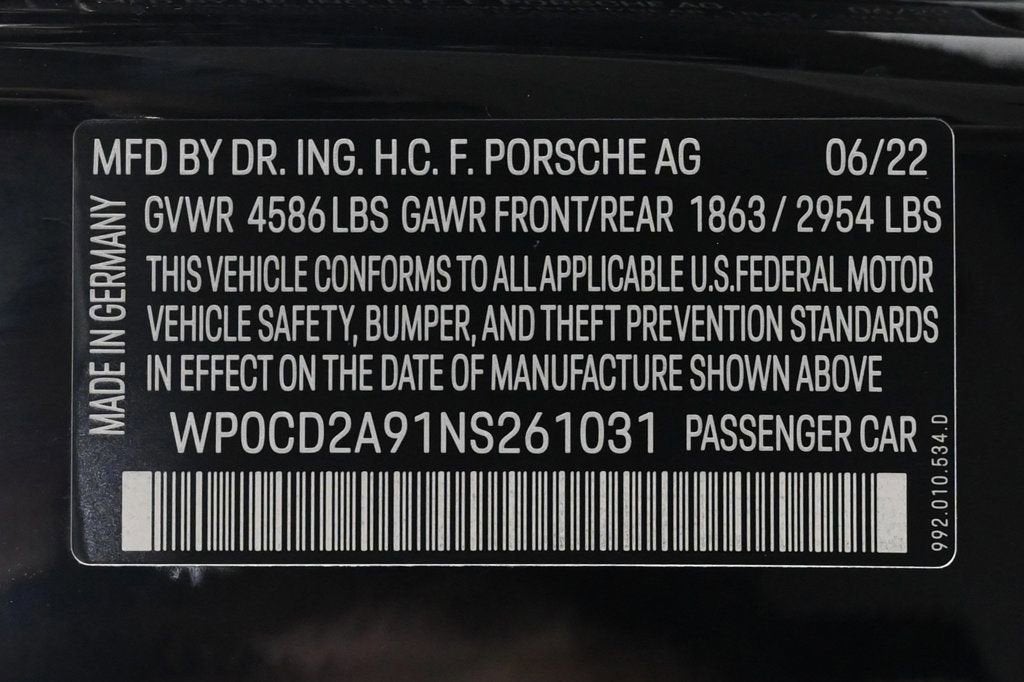 MFD BY DR. ING. H.C. F. PORSCHE AG 06/22
MADE IN GERMANY
GVWR 4586 LBS GAWR FRONT/REAR 1863 / 2954 LBS
THIS VEHICLE CONFORMS TO ALL APPLICABLE U.S.FEDERAL MOTOR
VEHICLE SAFETY, BUMPER, AND THEFT PREVENTION STANDARDS
IN EFFECT ON THE DATE OF MANUFACTURE SHOWN ABOVE
WP0CD2A91NS261031 PASSENGER CAR
992.010.534.D